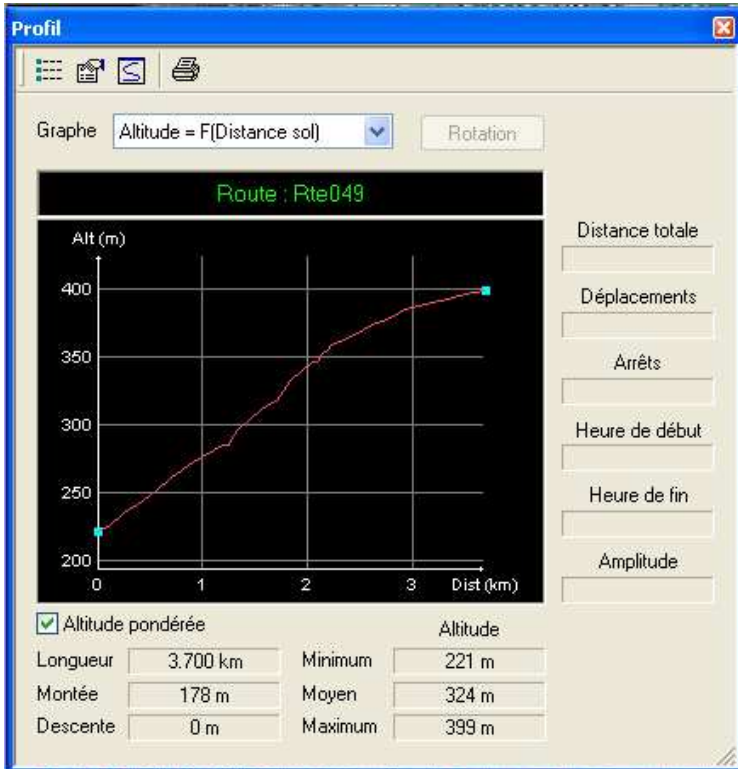 Profil
Graphe
Altitude = F(Distance sol)
Rotation
Route : Rte049
Alt (m)
400
350
300
250
200
0 1 2 3 Dist (km)
Distance totale
Déplacements
Arrêts
Heure de début
Heure de fin
Amplitude
Altitude pondérée
Altitude
Longueur 3.700 km Minimum 221 m
Montée 178 m Moyen 324 m
Descente 0 m Maximum 399 m